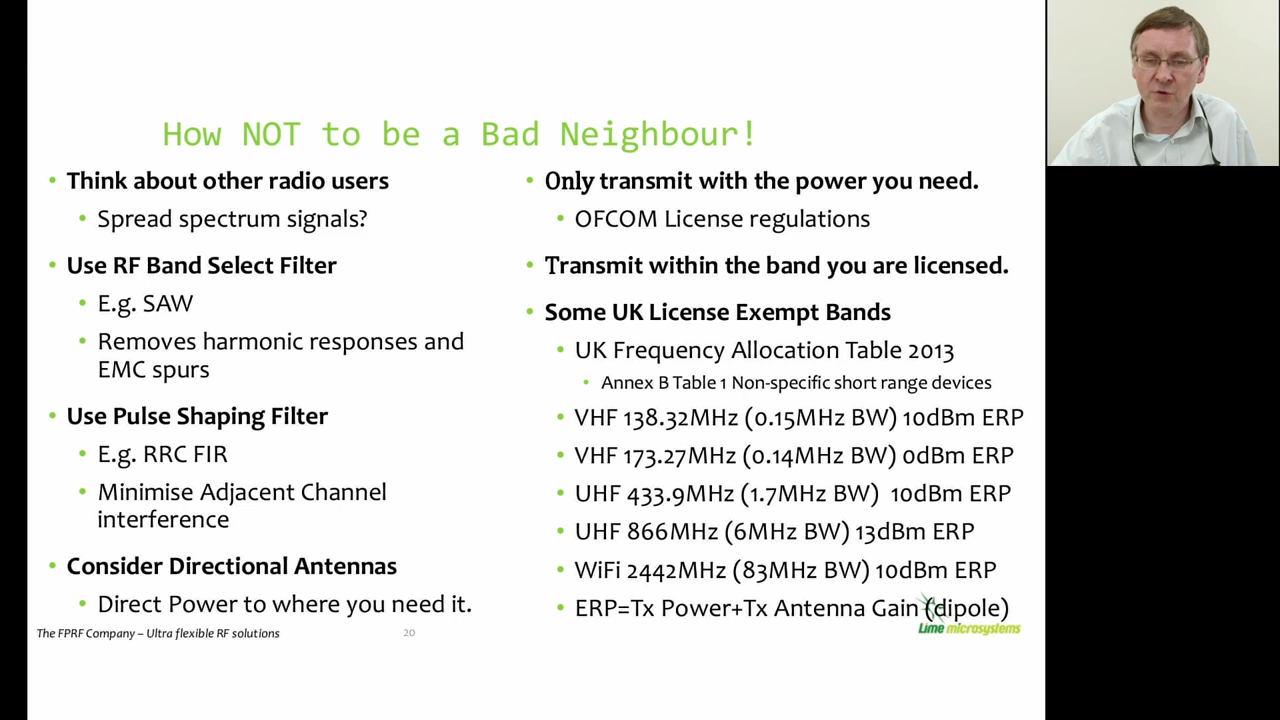 How NOT to be a Bad Neighbour!
• Think about other radio users
• Spread spectrum signals?
• Use RF Band Select Filter
• E.g. SAW
• Removes harmonic responses and
EMC spurs
• Use Pulse Shaping Filter
• E.g. RRC FIR
• Minimise Adjacent Channel
interference
• Consider Directional Antennas
• Direct Power to where you need it.
• Only transmit with the power you need.
• OFCOM License regulations
• Transmit within the band you are licensed.
• Some UK License Exempt Bands
• UK Frequency Allocation Table 2013
• Annex B Table 1 Non-specific short range devices
• VHF 138.32MHz (0.15MHz BW) 10dBm ERP
• VHF 173.27MHz (0.14MHz BW) 0dBm ERP
• UHF 433.9MHz (1.7MHz BW) 10dBm ERP
• UHF 866MHz (6MHz BW) 13dBm ERP
• WiFi 2442MHz (83MHz BW) 10dBm ERP
• ERP=Tx Power+Tx Antenna Gain (dipole)
The FPRF Company – Ultra flexible RF solutions
20
Lime microsystems